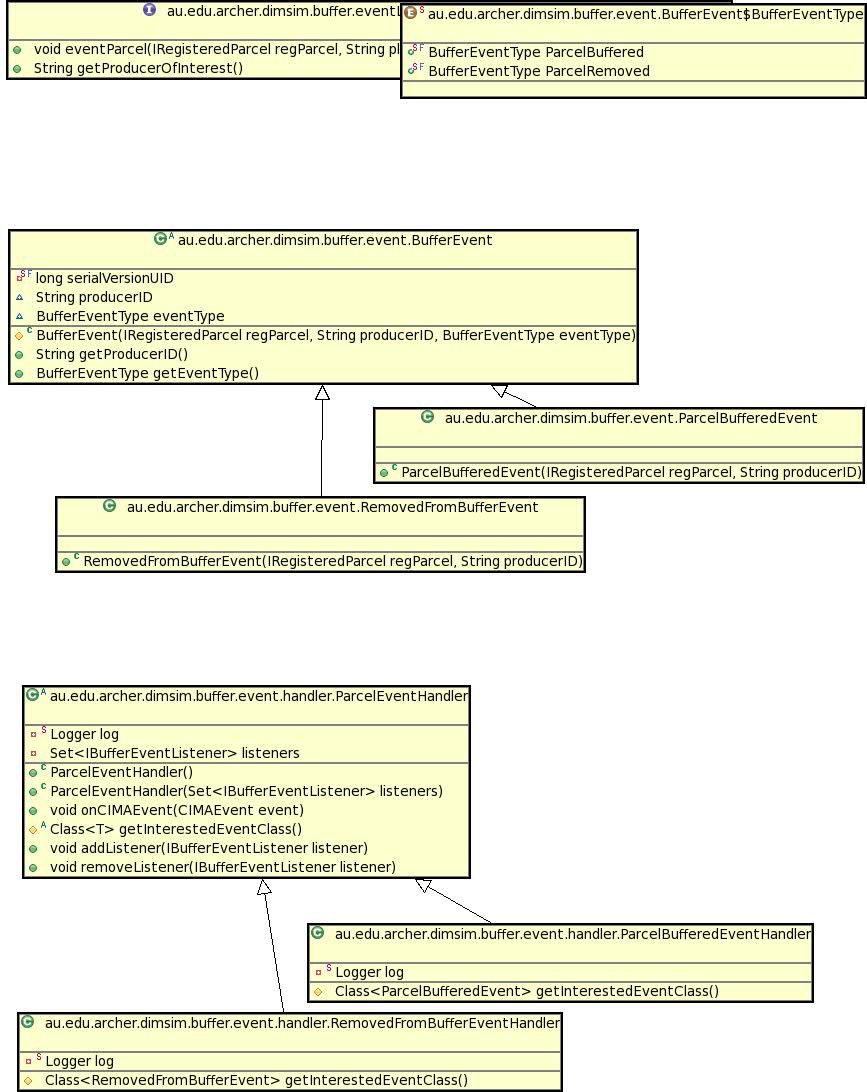 I au.edu.archer.dimsim.buffer.event.
void eventParcel(IRegisteredParcel regParcel, String
String getProducerOfInterest()
E S au.edu.archer.dimsim.buffer.event.BufferEvent$BufferEventType
S F BufferEventType ParcelBuffered
S F BufferEventType ParcelRemoved
C A au.edu.archer.dimsim.buffer.event.BufferEvent
S F long serialVersionUID
String producerID
BufferEventType eventType
C BufferEvent(IRegisteredParcel regParcel, String producerID, BufferEventType eventType)
String getProducerID()
BufferEventType getEventType()
C au.edu.archer.dimsim.buffer.event.ParcelBufferedEvent
C ParcelBufferedEvent(IRegisteredParcel regParcel, String producerID)
C au.edu.archer.dimsim.buffer.event.RemovedFromBufferEvent
C RemovedFromBufferEvent(IRegisteredParcel regParcel, String producerID)
C A au.edu.archer.dimsim.buffer.event.handler.ParcelEventHandler
S Logger log
Set<IBufferEventListener> listeners
C ParcelEventHandler()
C ParcelEventHandler(Set<IBufferEventListener> listeners)
void onCIMAEvent(CIMAEvent event)
A Class<T> getInterestedEventClass()
void addListener(IBufferEventListener listener)
void removeListener(IBufferEventListener listener)
C au.edu.archer.dimsim.buffer.event.handler.ParcelBufferedEventHandler
S Logger log
Class<ParcelBufferedEvent> getInterestedEventClass()
C au.edu.archer.dimsim.buffer.event.handler.RemovedFromBufferEventHandler
S Logger log
Class<RemovedFromBufferEvent> getInterestedEventClass()